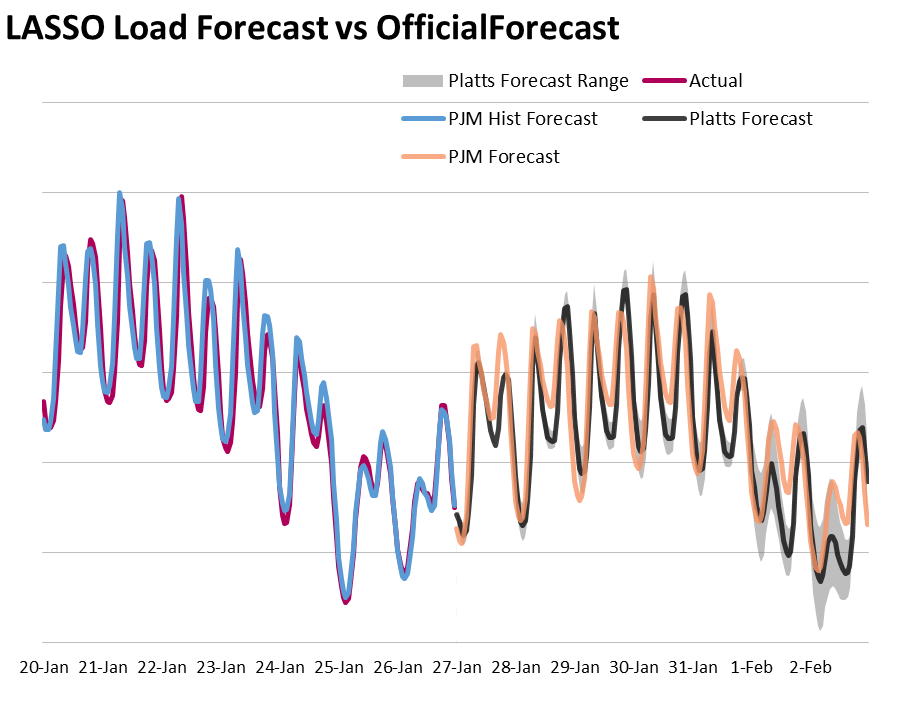 LASSO Load Forecast vs OfficialForecast
Platts Forecast Range Actual
PJM Hist Forecast Platts Forecast
PJM Forecast
20-Jan 21-Jan 22-Jan 23-Jan 24-Jan 25-Jan 26-Jan 27-Jan 28-Jan 29-Jan 30-Jan 31-Jan 1-Feb 2-Feb